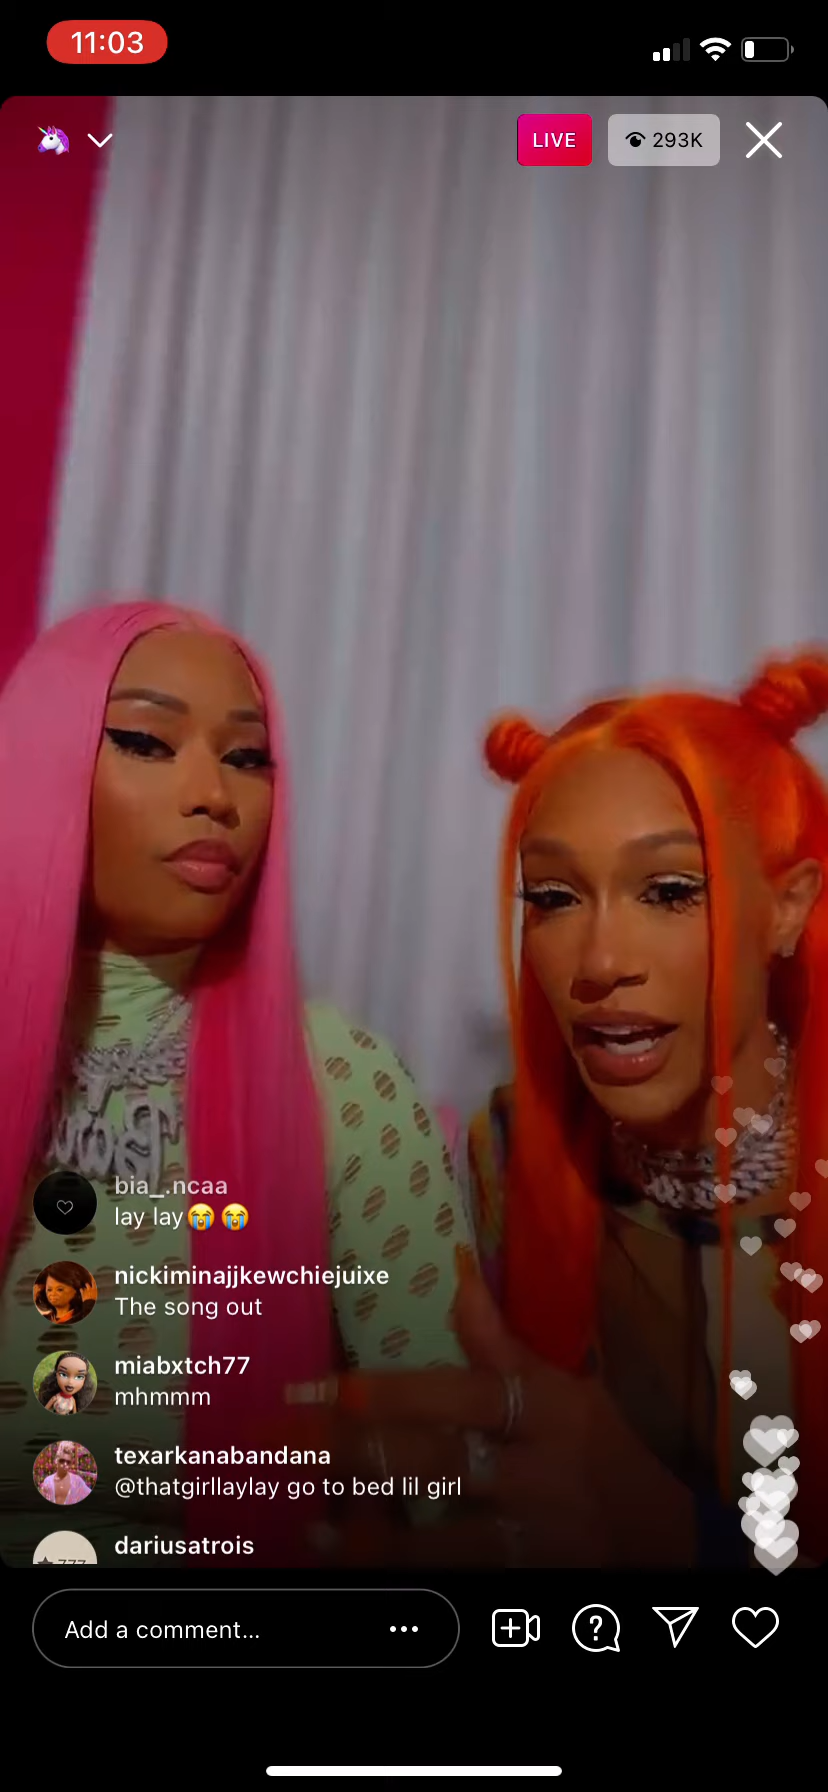 11:03
LIVE
293K
bia_.ncaa
lay lay😭😭
nickiminajjkewchiejuixe
The song out
miabxtch77
mhmmm
texarkanabandana
@thatgirllaylay go to bed lil girl
dariusatrois
Add a comment...